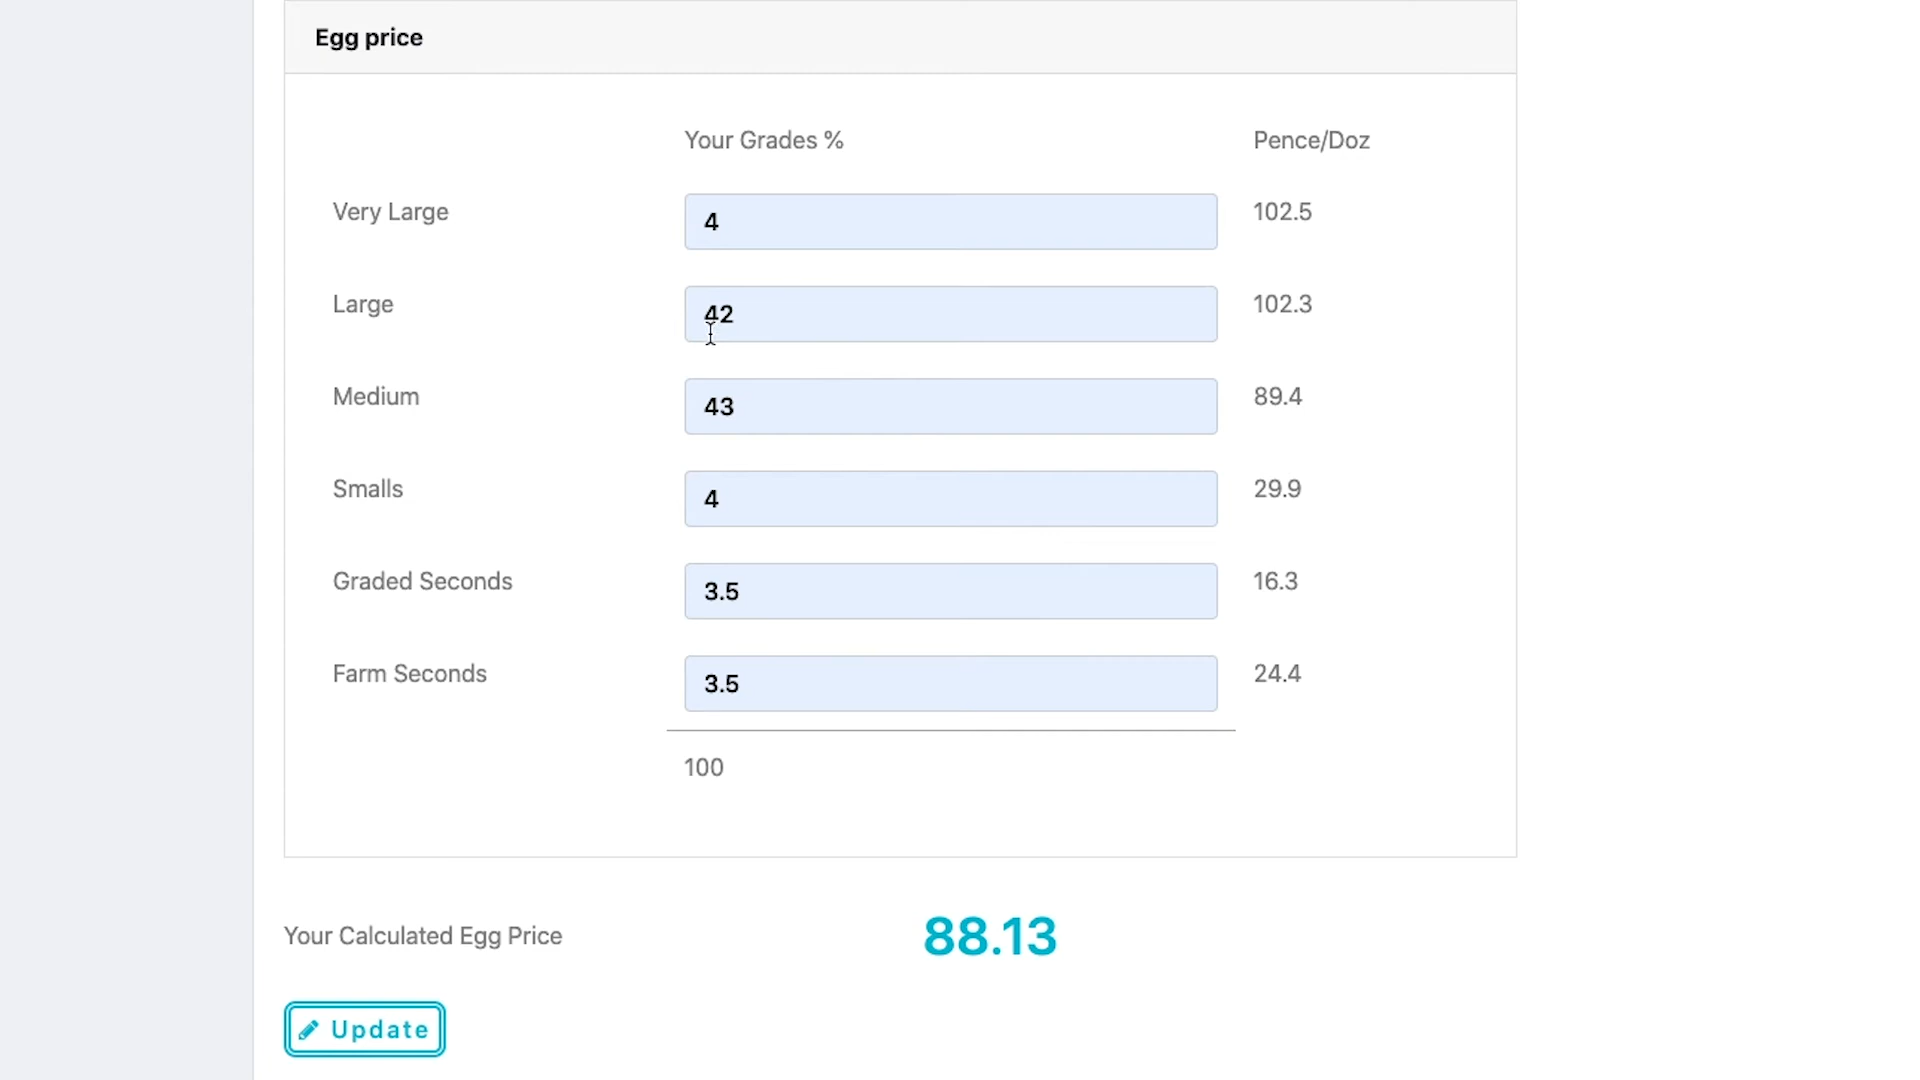 Egg price
Your Grades % Pence/Doz
Very Large 4 102.5
Large 42 102.3
Medium 43 89.4
Smalls 4 29.9
Graded Seconds 3.5 16.3
Farm Seconds 3.5 24.4
100
Your Calculated Egg Price 88.13
Update